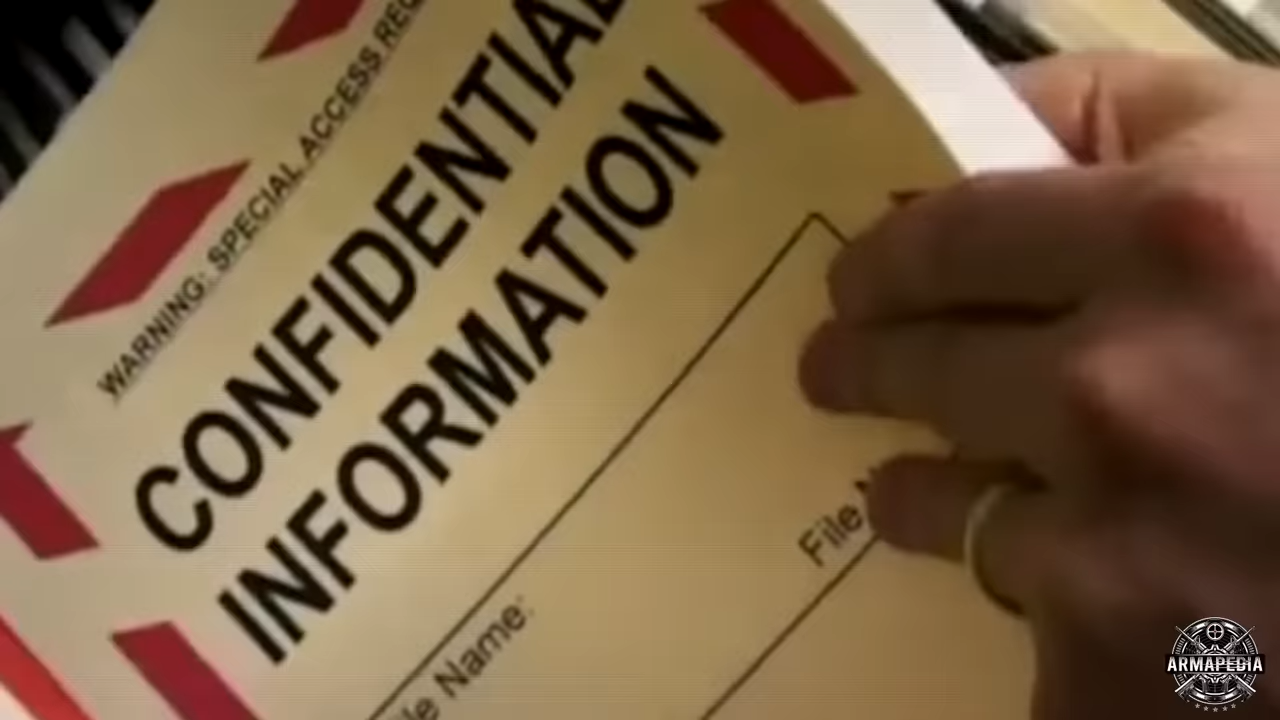 WARNING: SPECIAL ACCESS
CONFIDENTIAL
INFORMATION
Name:
File
ARMAPEDIA